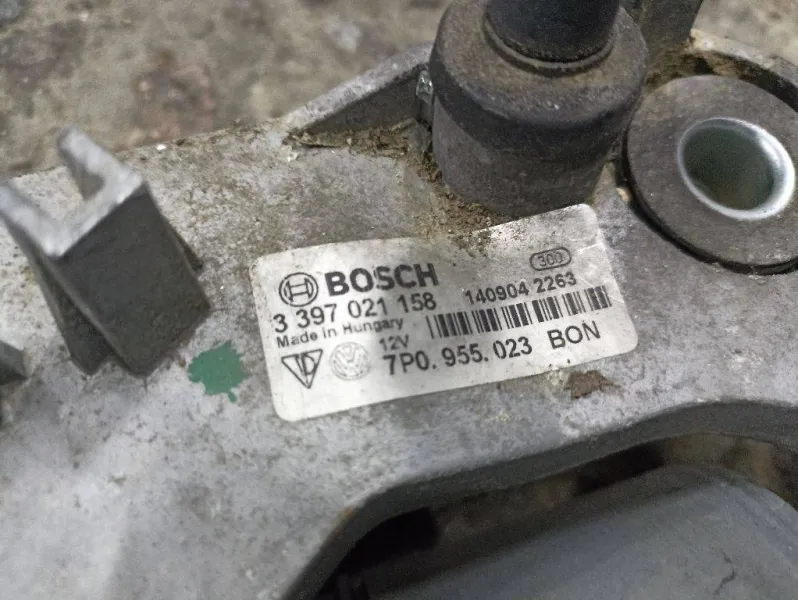 BOSCH
300
3 397 021 158
140904 2263
Made in Hungary
12V
7P0.955.023 BON